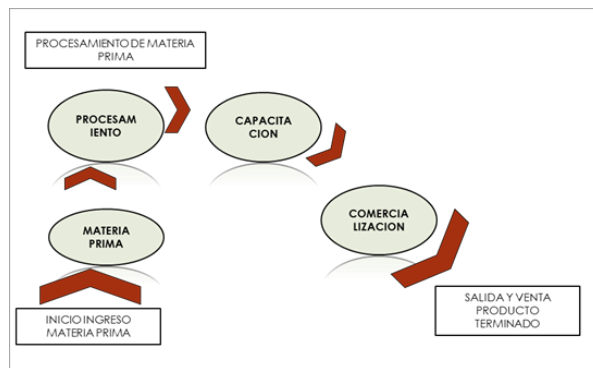 PROCESAMIENTO DE MATERIA
PRIMA
PROCESAM
IENTO
CAPACITA
CION
MATERIA
PRIMA
COMERCIA
LIZACION
INICIO INGRESO
MATERIA PRIMA
SALIDA Y VENTA
PRODUCTO
TERMINADO